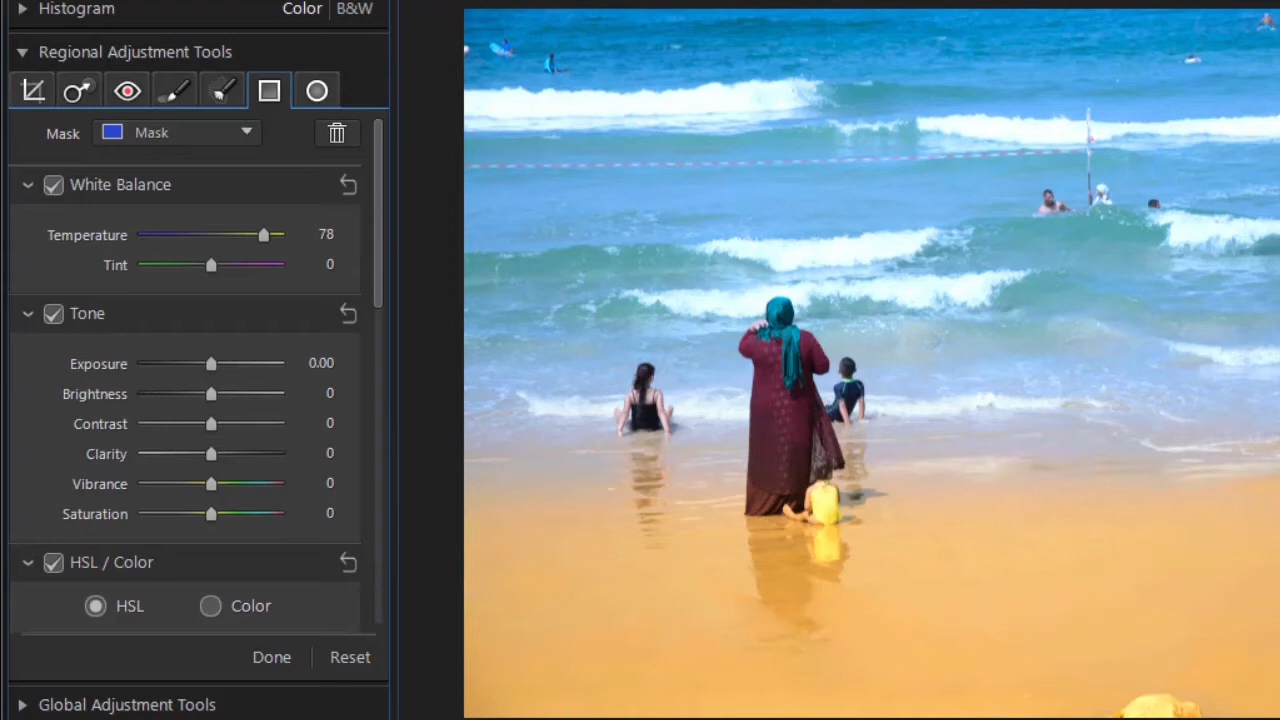 Histogram Color B&W
Regional Adjustment Tools
Mask Mask
White Balance
Temperature 78
Tint 0
Tone
Exposure 0.00
Brightness 0
Contrast 0
Clarity 0
Vibrance 0
Saturation 0
HSL / Color
HSL Color
Done Reset
Global Adjustment Tools